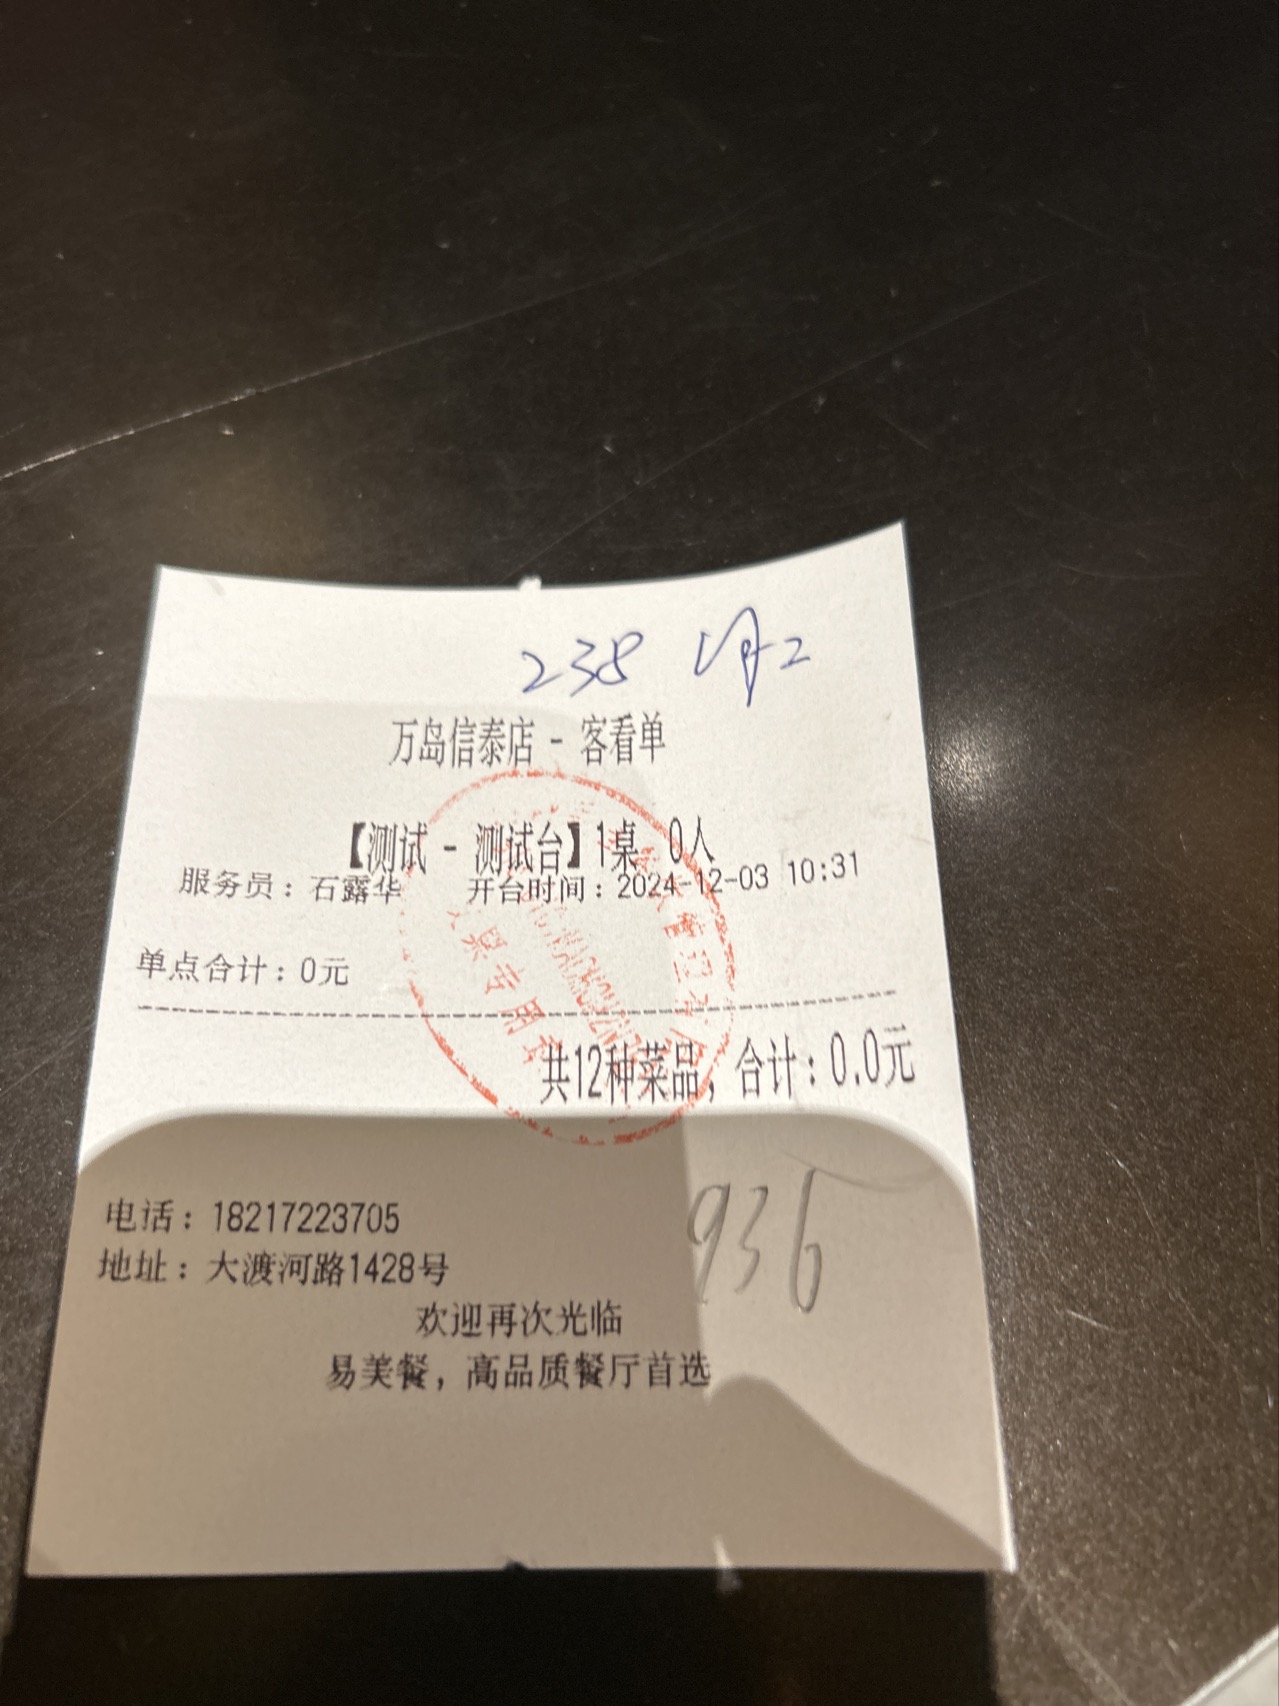 238
万岛信泰店 - 客看单
【测试 - 测试台】1桌 0人
服务员：石露华 开台时间：2024-12-03 10:31
单点合计：0元
共12种菜品，合计：0.0元
936
电话：18217223705
地址：大渡河路1428号
欢迎再次光临
易美餐，高品质餐厅首选